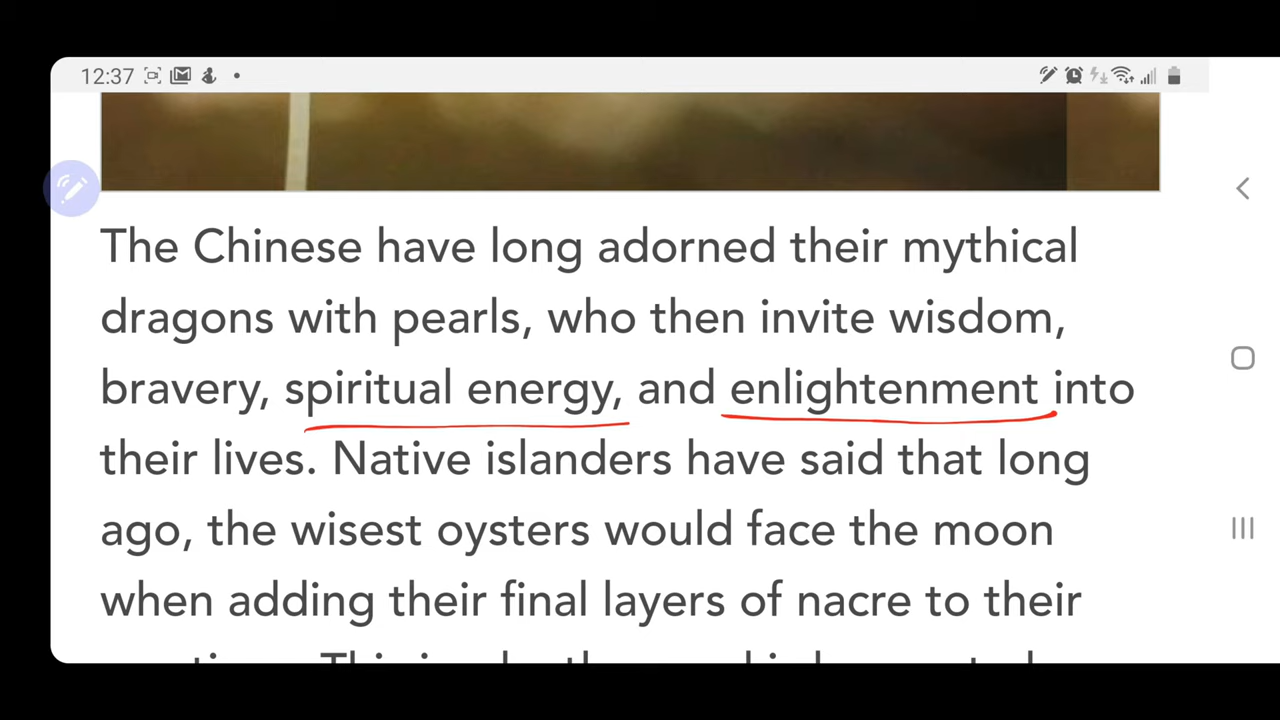 12:37
The Chinese have long adorned their mythical
dragons with pearls, who then invite wisdom,
bravery, spiritual energy, and enlightenment into
their lives. Native islanders have said that long
ago, the wisest oysters would face the moon
when adding their final layers of nacre to their